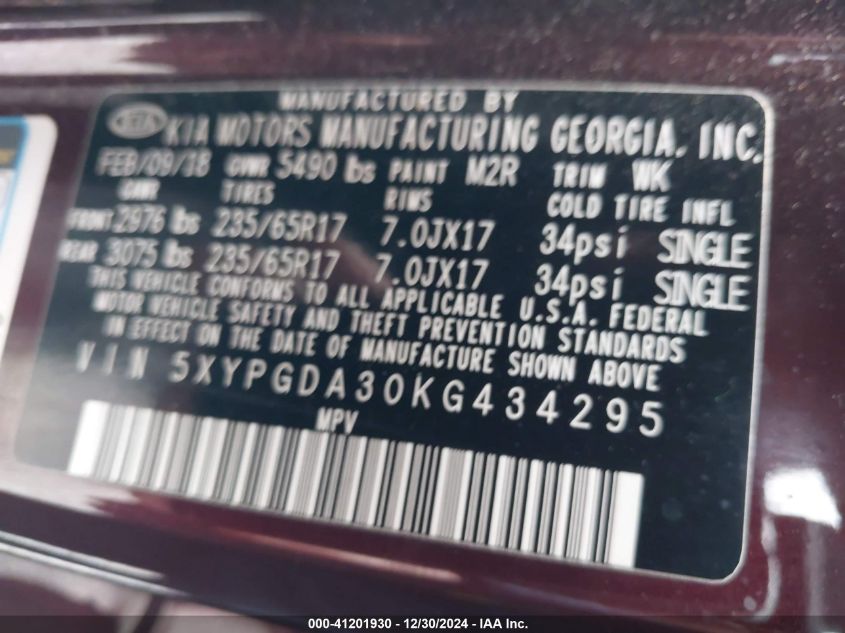 MANUFACTURED BY
KIA KIA MOTORS MANUFACTURING GEORGIA, INC.
FEB/09/18 GVWR 5490 lbs PAINT M2R TRIM WK
GAWR TIRES RIMS COLD TIRE INFL
FRONT 2976 lbs 235/65R17 7.0JX17 34psi SINGLE
REAR 3075 lbs 235/65R17 7.0JX17 34psi SINGLE
THIS VEHICLE CONFORMS TO ALL APPLICABLE U.S.A. FEDERAL
MOTOR VEHICLE SAFETY AND THEFT PREVENTION STANDARDS
IN EFFECT ON THE DATE OF MANUFACTURE SHOWN ABOVE
VIN 5XYPGDA30KG434295
MPV
000-41201930 - 12/30/2024 - IAA Inc.